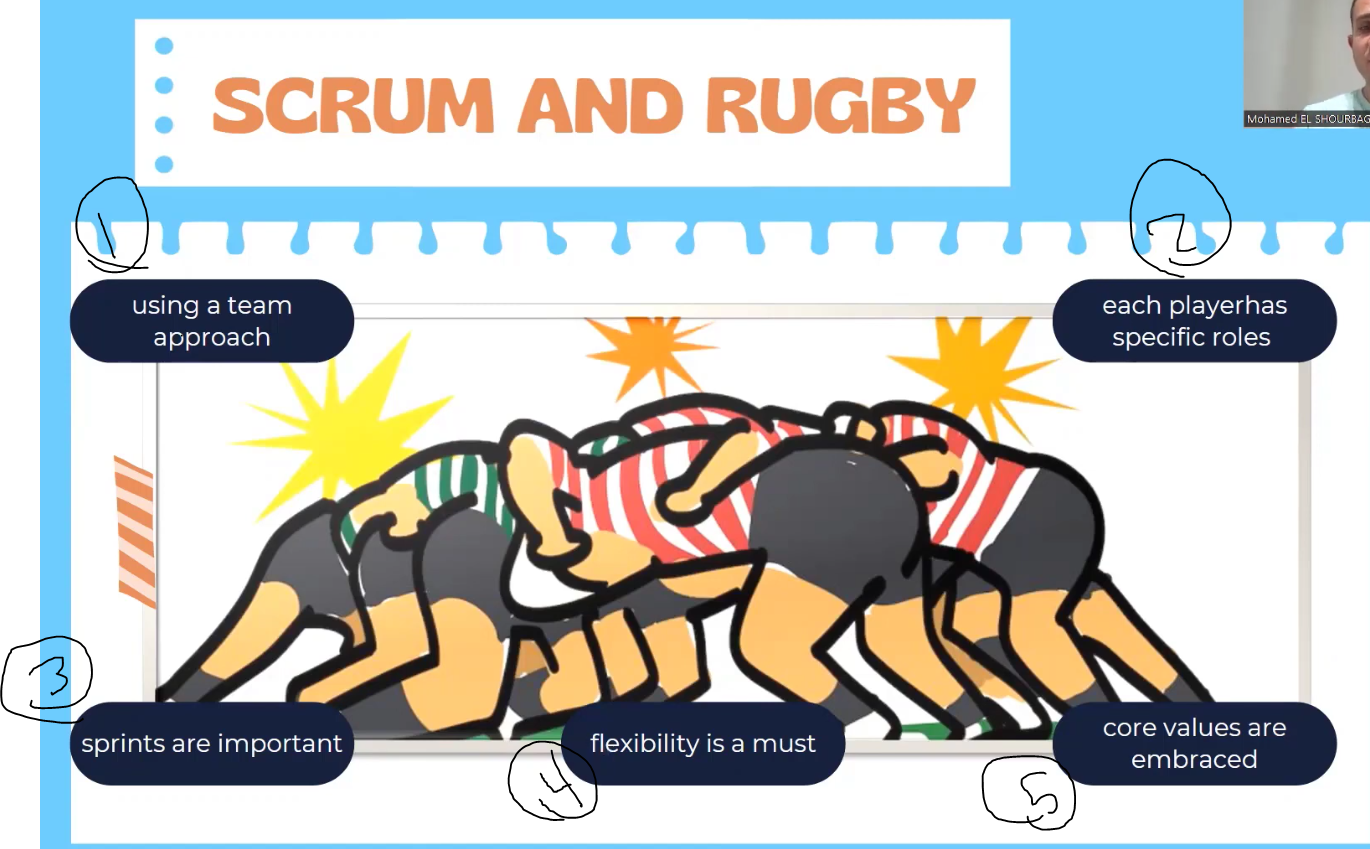 SCRUM AND RUGBY
Mohamed EL SHOURBAG
1
2
using a team
approach
each playerhas
specific roles
3
sprints are important
4
flexibility is a must
5
core values are
embraced